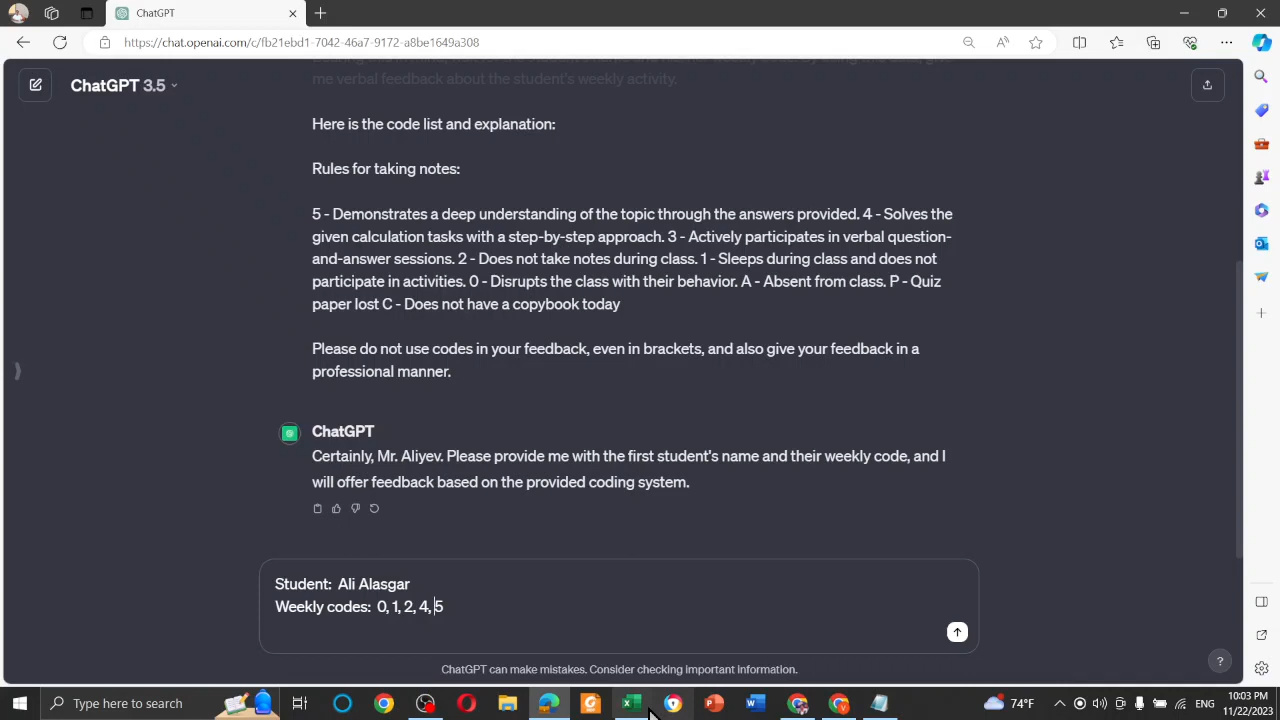 ChatGPT
https://chat.openai.com/c/fb21ebd1-7042-46a7-9172-a8be1649a308
ChatGPT 3.5
me verbal feedback about the student's weekly activity.
Here is the code list and explanation:
Rules for taking notes:
5 - Demonstrates a deep understanding of the topic through the answers provided. 4 - Solves the
given calculation tasks with a step-by-step approach. 3 - Actively participates in verbal question-
and-answer sessions. 2 - Does not take notes during class. 1 - Sleeps during class and does not
participate in activities. 0 - Disrupts the class with their behavior. A - Absent from class. P - Quiz
paper lost C - Does not have a copybook today
Please do not use codes in your feedback, even in brackets, and also give your feedback in a
professional manner.
ChatGPT
Certainly, Mr. Aliyev. Please provide me with the first student's name and their weekly code, and I
will offer feedback based on the provided coding system.
Student: Ali Alasgar
Weekly codes: 0, 1, 2, 4, 5
ChatGPT can make mistakes. Consider checking important information.
?
Type here to search
74°F
ENG
10:03 PM
11/22/2023